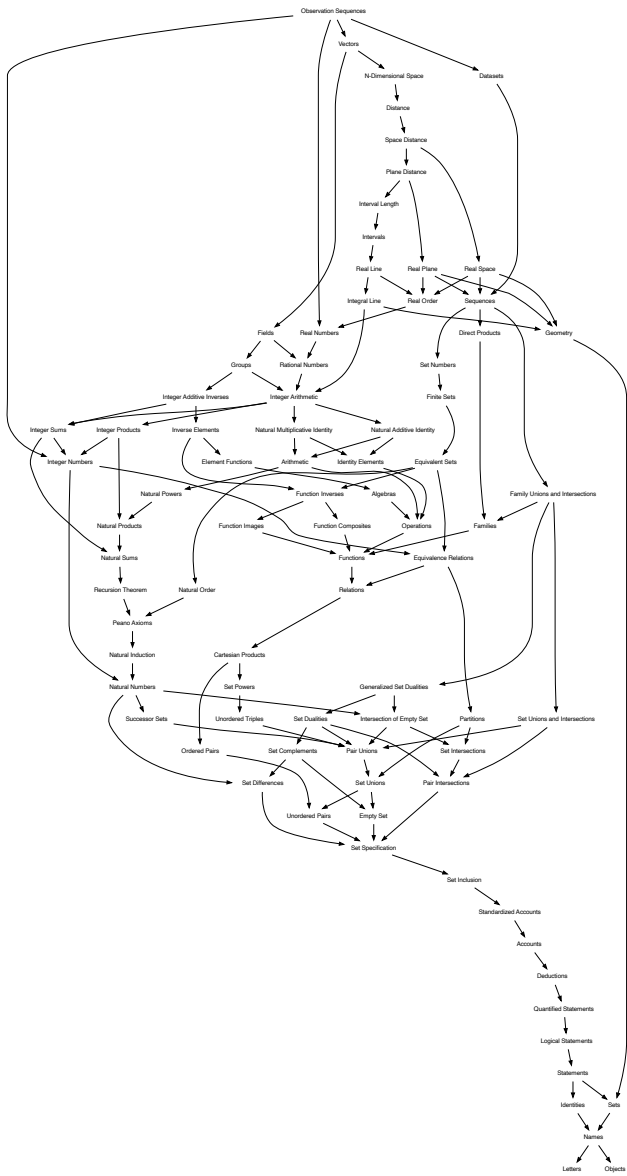 Observation Sequences
Vectors
N-Dimensional Space
Datasets
Distance
Space Distance
Plane Distance
Interval Length
Intervals
Real Line
Real Plane
Real Space
Integral Line
Real Order
Sequences
Fields
Real Numbers
Direct Products
Geometry
Groups
Rational Numbers
Set Numbers
Integer Additive Inverses
Integer Arithmetic
Finite Sets
Integer Sums
Integer Products
Inverse Elements
Natural Multiplicative Identity
Natural Additive Identity
Integer Numbers
Element Functions
Arithmetic
Identity Elements
Equivalent Sets
Natural Powers
Function Inverses
Algebras
Family Unions and Intersections
Natural Products
Function Images
Function Composites
Operations
Families
Natural Sums
Functions
Equivalence Relations
Recursion Theorem
Natural Order
Relations
Peano Axioms
Natural Induction
Cartesian Products
Natural Numbers
Set Powers
Generalized Set Dualities
Successor Sets
Unordered Triples
Set Dualities
Intersection of Empty Set
Partitions
Set Unions and Intersections
Ordered Pairs
Set Complements
Pair Unions
Set Intersections
Set Differences
Set Unions
Pair Intersections
Unordered Pairs
Empty Set
Set Specification
Set Inclusion
Standardized Accounts
Accounts
Deductions
Quantified Statements
Logical Statements
Statements
Identities
Sets
Names
Letters
Objects